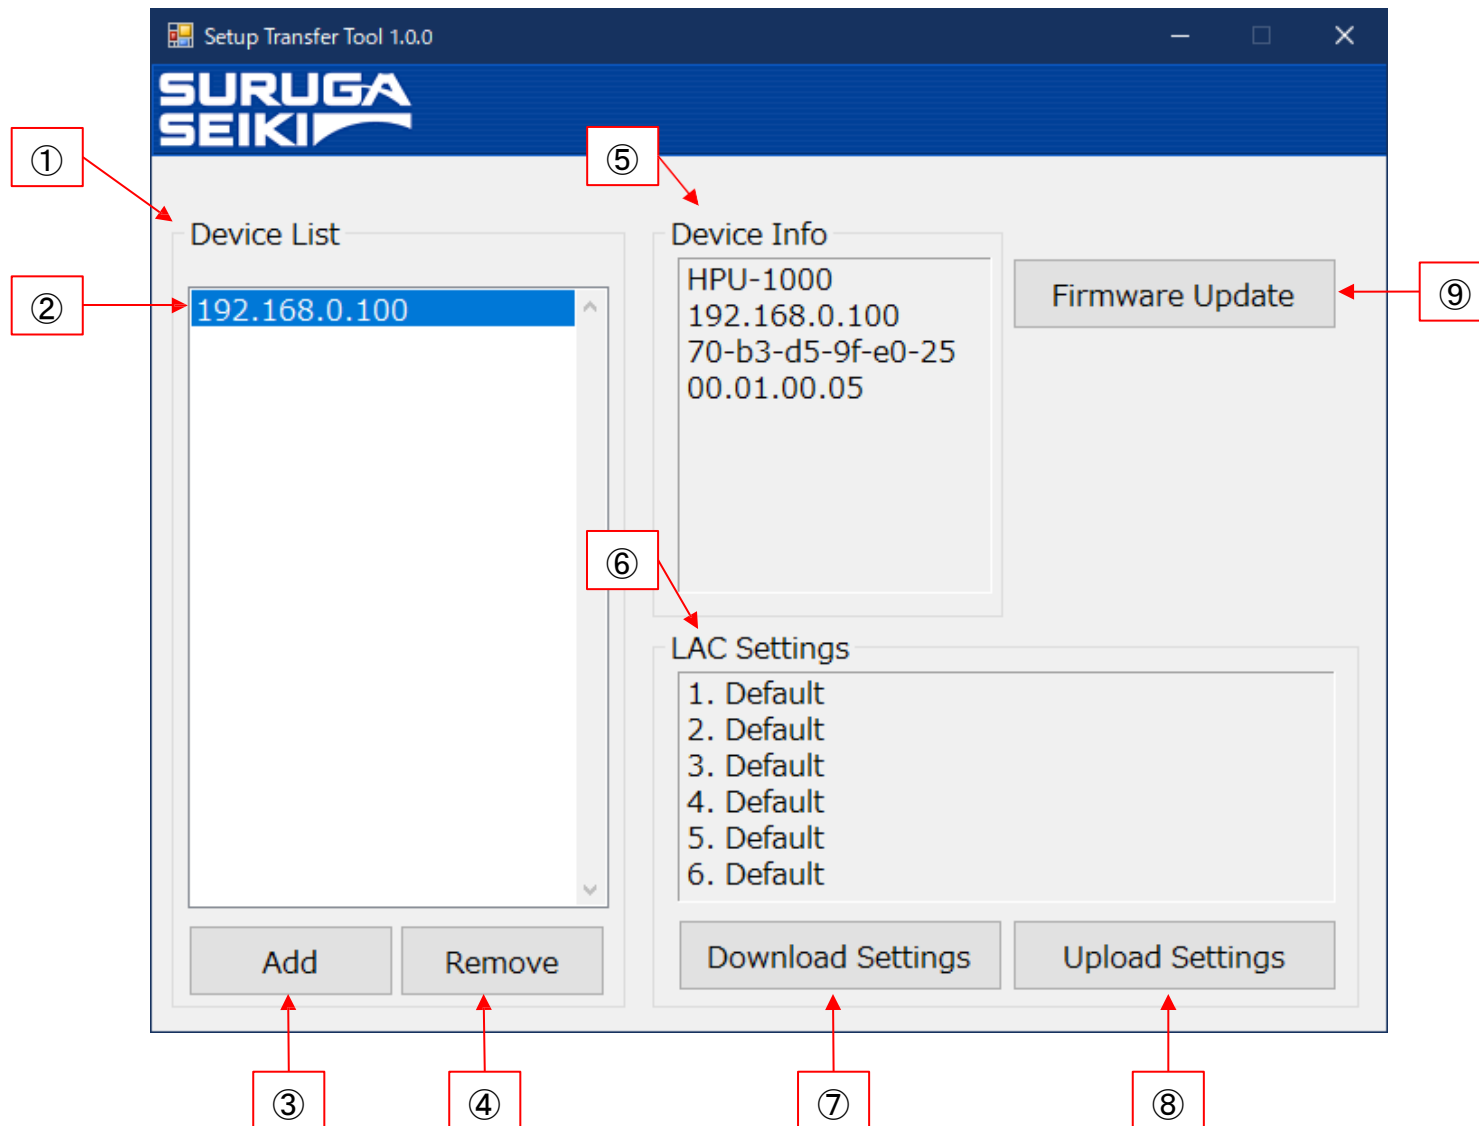 Setup Transfer Tool 1.0.0
SURUGA
SEIKI
①
⑤
Device List
Device Info
②
192.168.0.100
HPU-1000
192.168.0.100
70-b3-d5-9f-e0-25
00.01.00.05
Firmware Update
⑨
⑥
LAC Settings
1. Default
2. Default
3. Default
4. Default
5. Default
6. Default
Add
Remove
Download Settings
Upload Settings
③
④
⑦
⑧